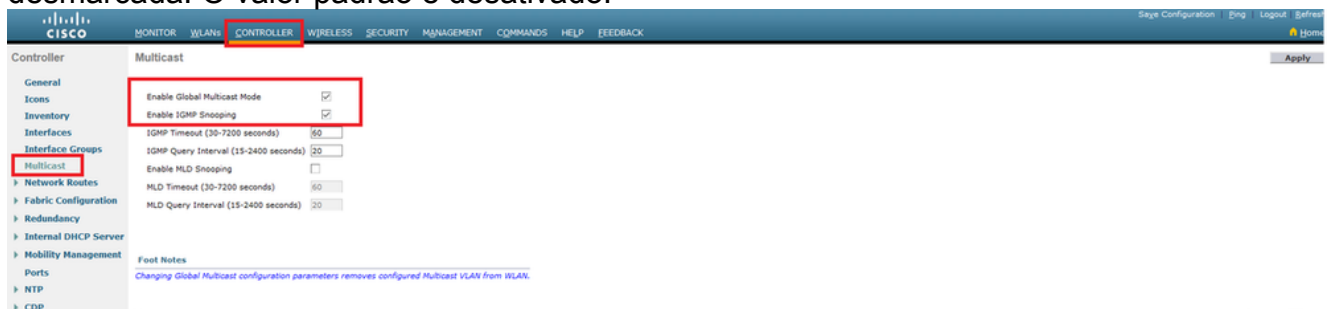 desmarcada. O valor padrão é desativado.
Save Configuration Ping Logout Refresh
CISCO MONITOR WLANs CONTROLLER WIRELESS SECURITY MANAGEMENT COMMANDS HELP FEEDBACK Home
Controller Multicast Apply
General
Icons
Inventory
Interfaces
Interface Groups
Multicast
Network Routes
Fabric Configuration
Redundancy
Internal DHCP Server
Mobility Management
Ports
NTP
CDP
Enable Global Multicast Mode
Enable IGMP Snooping
IGMP Timeout (30-7200 seconds) 60
IGMP Query Interval (15-2400 seconds) 20
Enable MLD Snooping
MLD Timeout (30-7200 seconds) 60
MLD Query Interval (15-2400 seconds) 20
Foot Notes
Changing Global Multicast configuration parameters removes configured Multicast VLAN from WLAN.